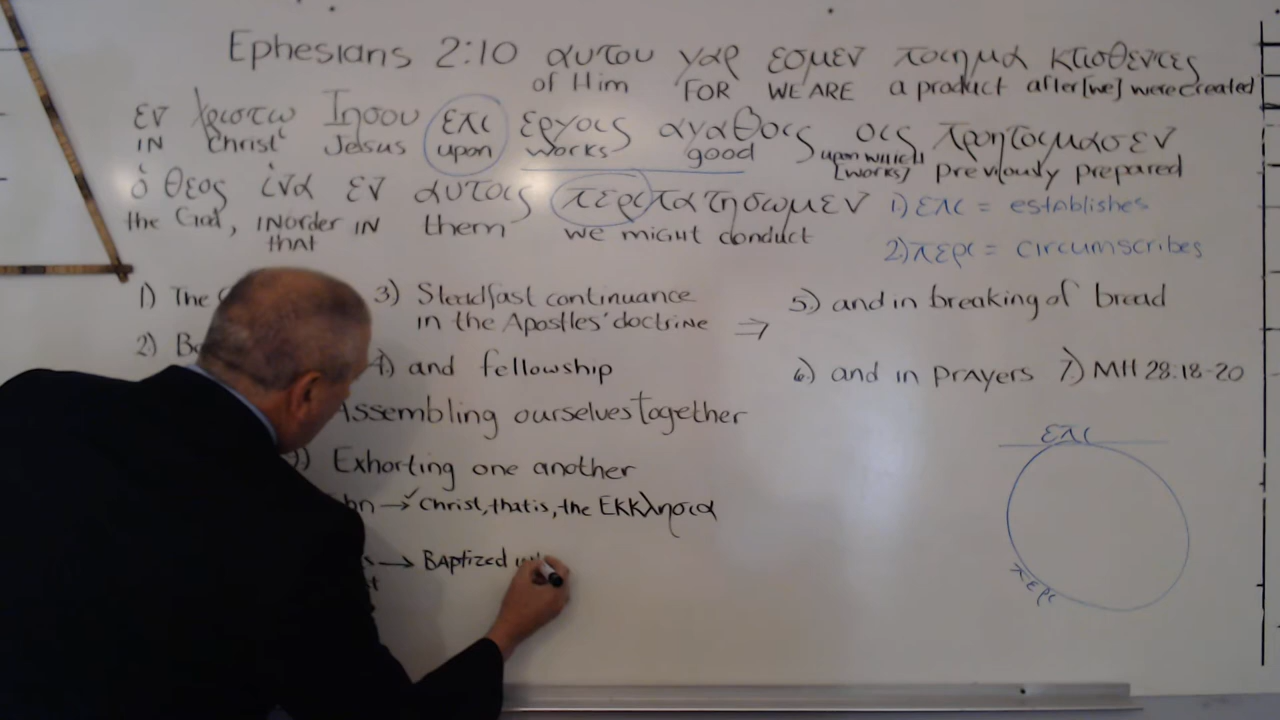 Ephesians 2:10 αυτου γαρ εσμεν ποιημα κτισθεντες
of Him FOR WE ARE a product after [we] were created
εν Χριστω Ιησου επι εργοις αγαθοις οις προητοιμασεν
IN Christ Jesus upon works good upon which [works] previously prepared
ὁ θεος ἱνα εν αυτοις περιπατησωμεν 1) επι = establishes
the God, INorder that IN them we might conduct
2) περι = circumscribes
1) The
3) Steadfast continuance
in the Apostles' doctrine ⇒
5.) and in breaking of bread
2)
4) and fellowship
6.) and in prayers 7.) Mtt 28:18-20
Assembling ourselves together
επι
Exhorting one another
→ Christ, that is, the Εκκλησια
→ Baptized
περι